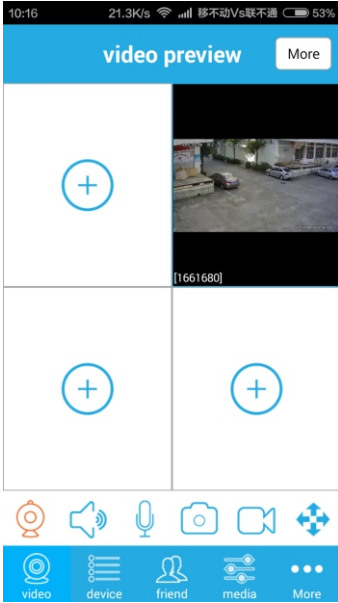 10:16 21.3K/s 移不动Vs联不通 53%
video preview More
[1661680]
video device friend media More